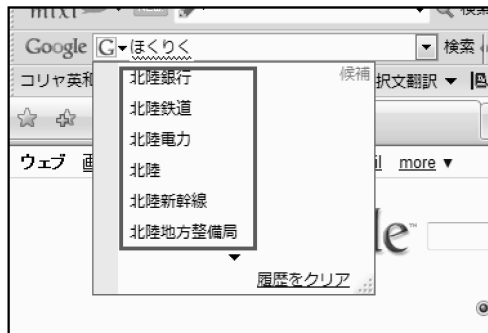 mixi
Google G ほくりく 検索
コリヤ英和 択文翻訳
北陸銀行 候補
北陸鉄道
北陸電力
北陸
北陸新幹線
北陸地方整備局
履歴をクリア
ウェブ more